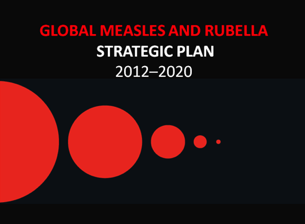 GLOBAL MEASLES AND RUBELLA
STRATEGIC PLAN
2012–2020